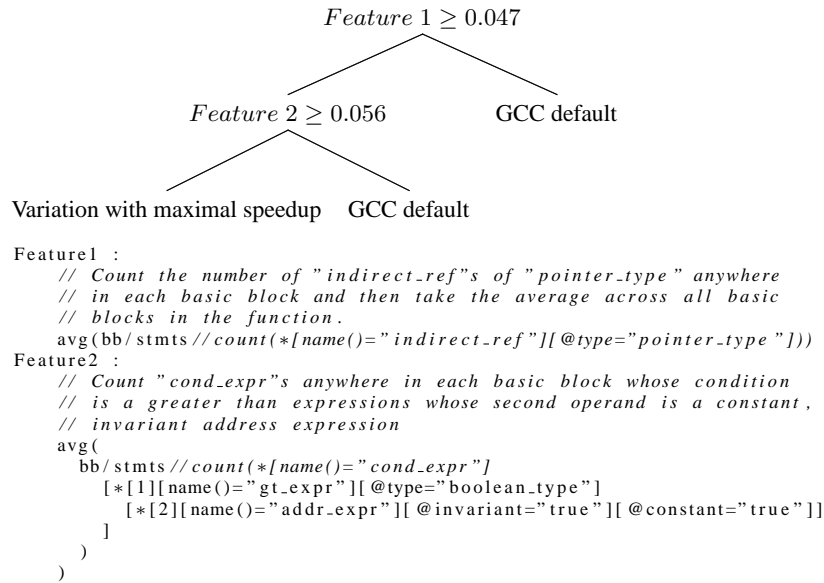 Feature 1 ≥ 0.047
Feature 2 ≥ 0.056 GCC default
Variation with maximal speedup GCC default
Feature1 :
// Count the number of "indirect_ref"s of "pointer_type" anywhere
// in each basic block and then take the average across all basic
// blocks in the function.
avg(bb/stmts//count(*[name()="indirect_ref"][@type="pointer_type"]))
Feature2 :
// Count "cond_expr"s anywhere in each basic block whose condition
// is a greater than expressions whose second operand is a constant,
// invariant address expression
avg(
bb/stmts//count(*[name()="cond_expr"]
[*[1][name()="gt_expr"][@type="boolean_type"]
[*[2][name()="addr_expr"][@invariant="true"][@constant="true"]]
]
)
)